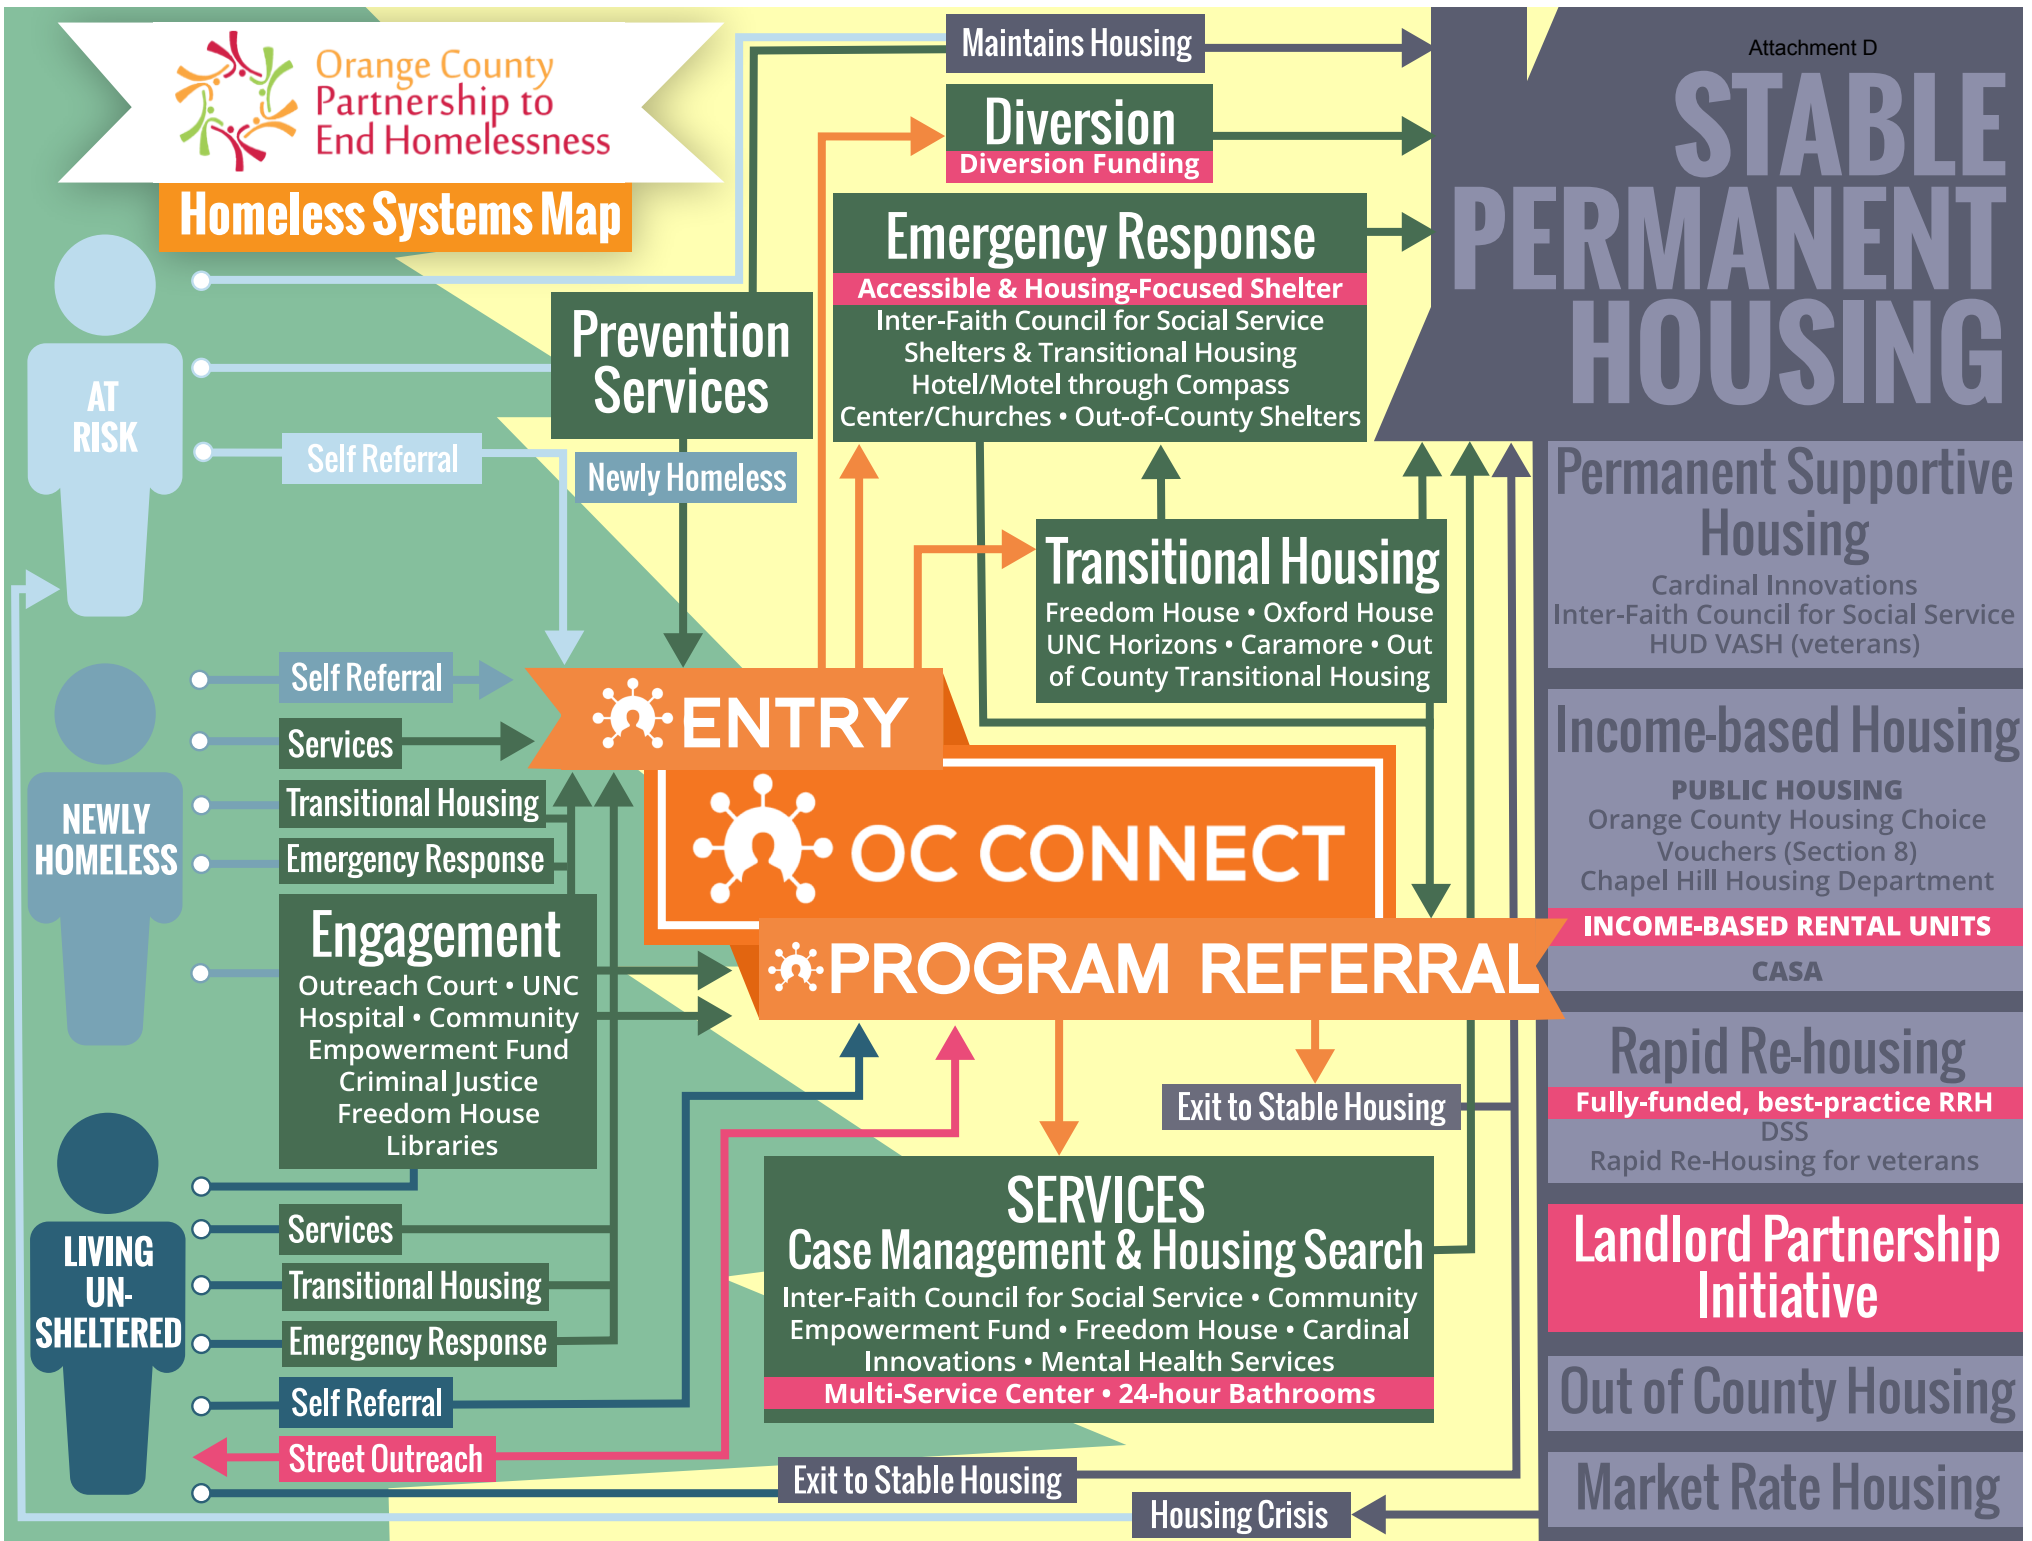 Attachment D
Orange County
Partnership to
End Homelessness
Homeless Systems Map
Maintains Housing
Diversion
Diversion Funding
Emergency Response
Accessible & Housing-Focused Shelter
Inter-Faith Council for Social Service
Shelters & Transitional Housing
Hotel/Motel through Compass
Center/Churches • Out-of-County Shelters
STABLE
PERMANENT
HOUSING
Prevention
Services
AT
RISK
Self Referral
Newly Homeless
Transitional Housing
Freedom House • Oxford House
UNC Horizons • Caramore • Out
of County Transitional Housing
Permanent Supportive
Housing
Cardinal Innovations
Inter-Faith Council for Social Service
HUD VASH (veterans)
NEWLY
HOMELESS
Self Referral
Services
Transitional Housing
Emergency Response
Engagement
Outreach Court • UNC
Hospital • Community
Empowerment Fund
Criminal Justice
Freedom House
Libraries
ENTRY
OC CONNECT
PROGRAM REFERRAL
Income-based Housing
PUBLIC HOUSING
Orange County Housing Choice
Vouchers (Section 8)
Chapel Hill Housing Department
INCOME-BASED RENTAL UNITS
CASA
Rapid Re-housing
Fully-funded, best-practice RRH
DSS
Rapid Re-Housing for veterans
Exit to Stable Housing
SERVICES
Case Management & Housing Search
Inter-Faith Council for Social Service • Community
Empowerment Fund • Freedom House • Cardinal
Innovations • Mental Health Services
Multi-Service Center • 24-hour Bathrooms
LIVING
UN-
SHELTERED
Services
Transitional Housing
Emergency Response
Self Referral
Street Outreach
Exit to Stable Housing
Housing Crisis
Landlord Partnership
Initiative
Out of County Housing
Market Rate Housing